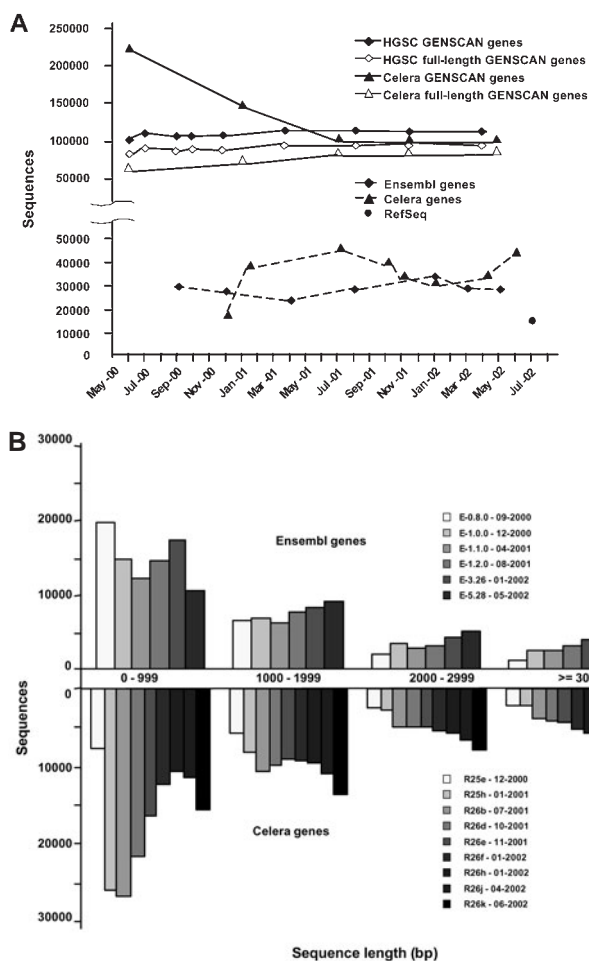 A
250000
200000
150000
100000
50000
50000
40000
30000
20000
10000
0
Sequences
HGSC GENSCAN genes
HGSC full-length GENSCAN genes
Celera GENSCAN genes
Celera full-length GENSCAN genes
Ensembl genes
Celera genes
RefSeq
May-00
Jul-00
Sep-00
Nov-00
Jan-01
Mar-01
May-01
Jul-01
Sep-01
Nov-01
Jan-02
Mar-02
May-02
Jul-02
B
30000
20000
10000
0
Ensembl genes
E-0.8.0 - 09-2000
E-1.0.0 - 12-2000
E-1.1.0 - 04-2001
E-1.2.0 - 08-2001
E-3.26 - 01-2002
E-5.28 - 05-2002
0 - 999
1000 - 1999
2000 - 2999
>= 30
Sequences
0
10000
20000
30000
Celera genes
R25e - 12-2000
R25h - 01-2001
R26b - 07-2001
R26d - 10-2001
R26e - 11-2001
R26f - 01-2002
R26h - 01-2002
R26j - 04-2002
R26k - 06-2002
Sequence length (bp)